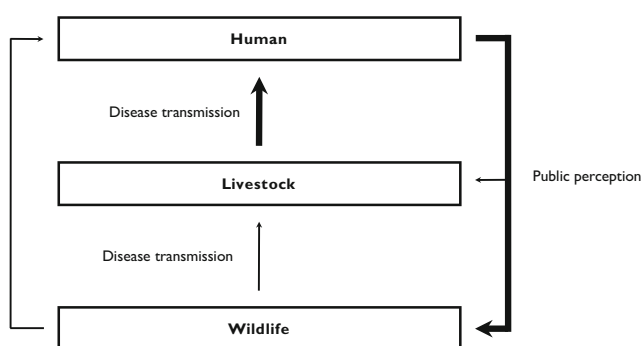 Human
Disease transmission
Livestock
Public perception
Disease transmission
Wildlife